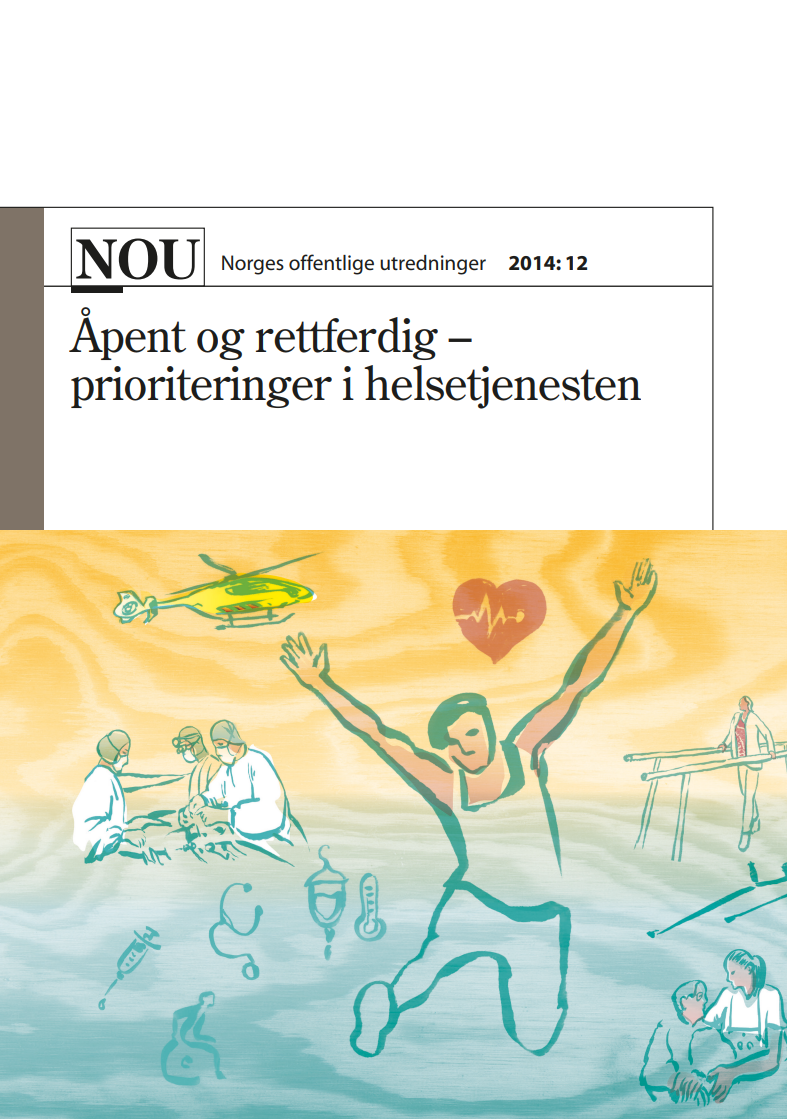 NOU Norges offentlige utredninger 2014: 12
Åpent og rettferdig –
prioriteringer i helsetjenesten